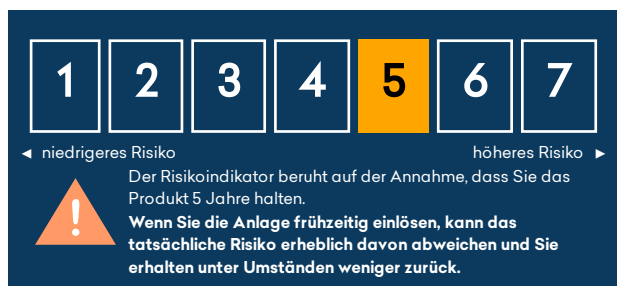 1 2 3 4 5 6 7
◄ niedrigeres Risiko höheres Risiko ►
Der Risikoindikator beruht auf der Annahme, dass Sie das
Produkt 5 Jahre halten.
Wenn Sie die Anlage frühzeitig einlösen, kann das
tatsächliche Risiko erheblich davon abweichen und Sie
erhalten unter Umständen weniger zurück.